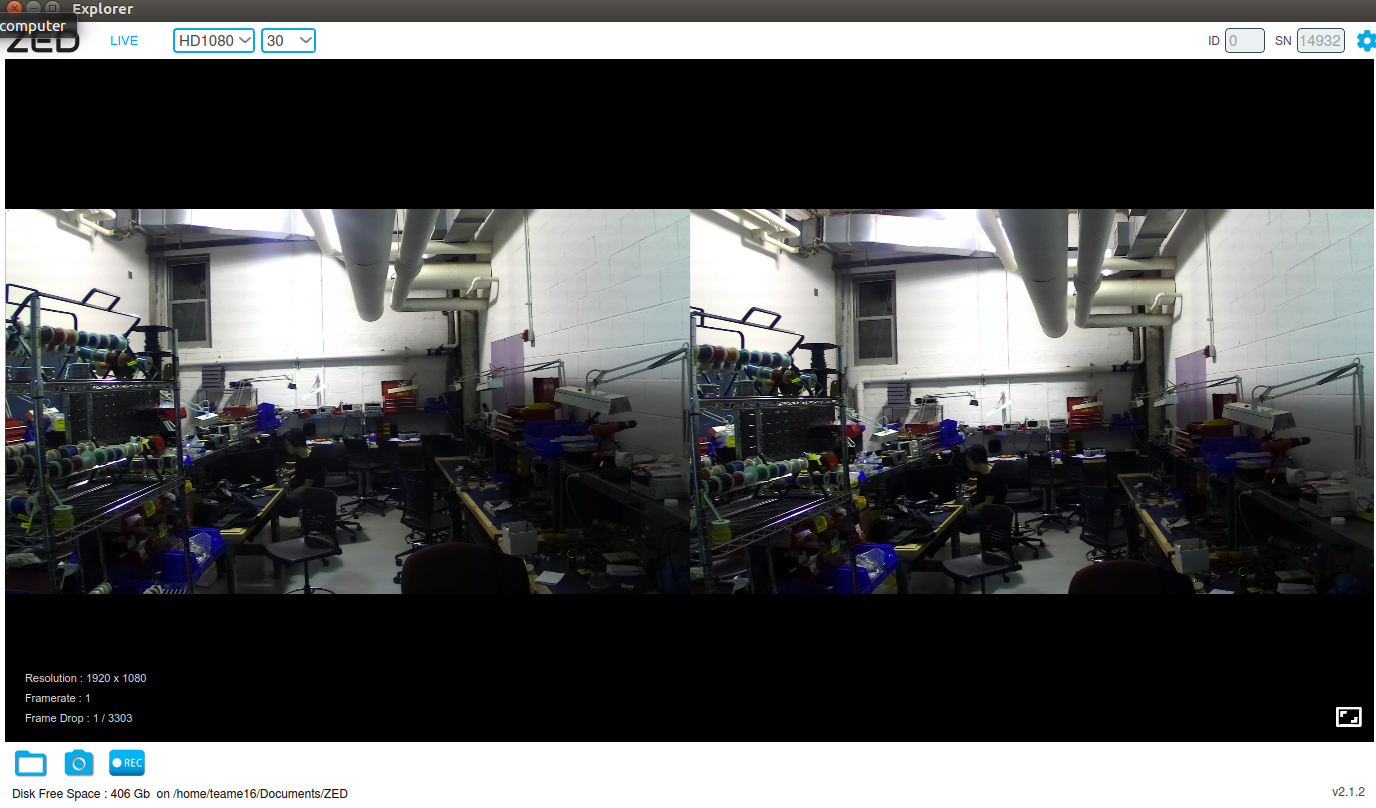 Explorer
computer
ZED
LIVE
HD1080
30
ID 0
SN 14932
Resolution : 1920 x 1080
Framerate : 1
Frame Drop : 1 / 3303
REC
Disk Free Space : 406 Gb on /home/teame16/Documents/ZED
v2.1.2